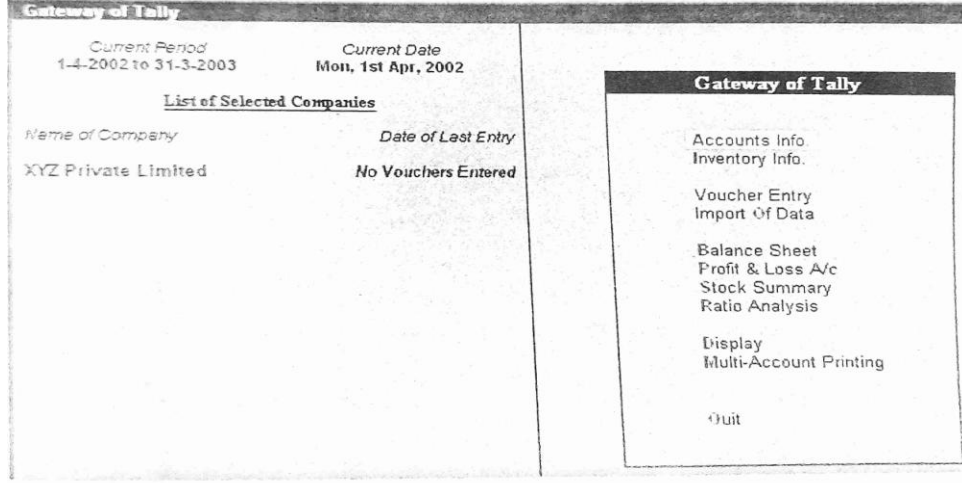 Gateway of Tally
Current Period
1-4-2002 to 31-3-2003
Current Date
Mon, 1st Apr, 2002
List of Selected Companies
Name of Company
Date of Last Entry
XYZ Private Limited
No Vouchers Entered
Gateway of Tally
Accounts Info.
Inventory Info.
Voucher Entry
Import Of Data
Balance Sheet
Profit & Loss A/c
Stock Summary
Ratio Analysis
Display
Multi-Account Printing
Quit